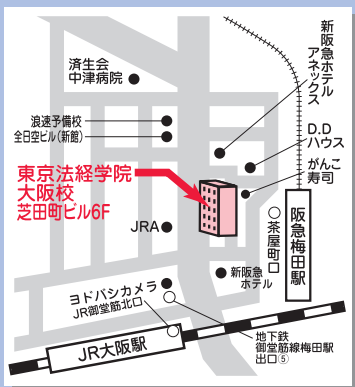 新阪急ホテル
アネックス
済生会
中津病院
浪速予備校
全日空ビル(新館)
D.D
ハウス
がんこ
寿司
東京法経学院
大阪校
芝田町ビル6F
JRA
茶屋町口
阪急梅田駅
新阪急
ホテル
ヨドバシカメラ
JR御堂筋北口
地下鉄
御堂筋線梅田駅
出口⑤
JR大阪駅